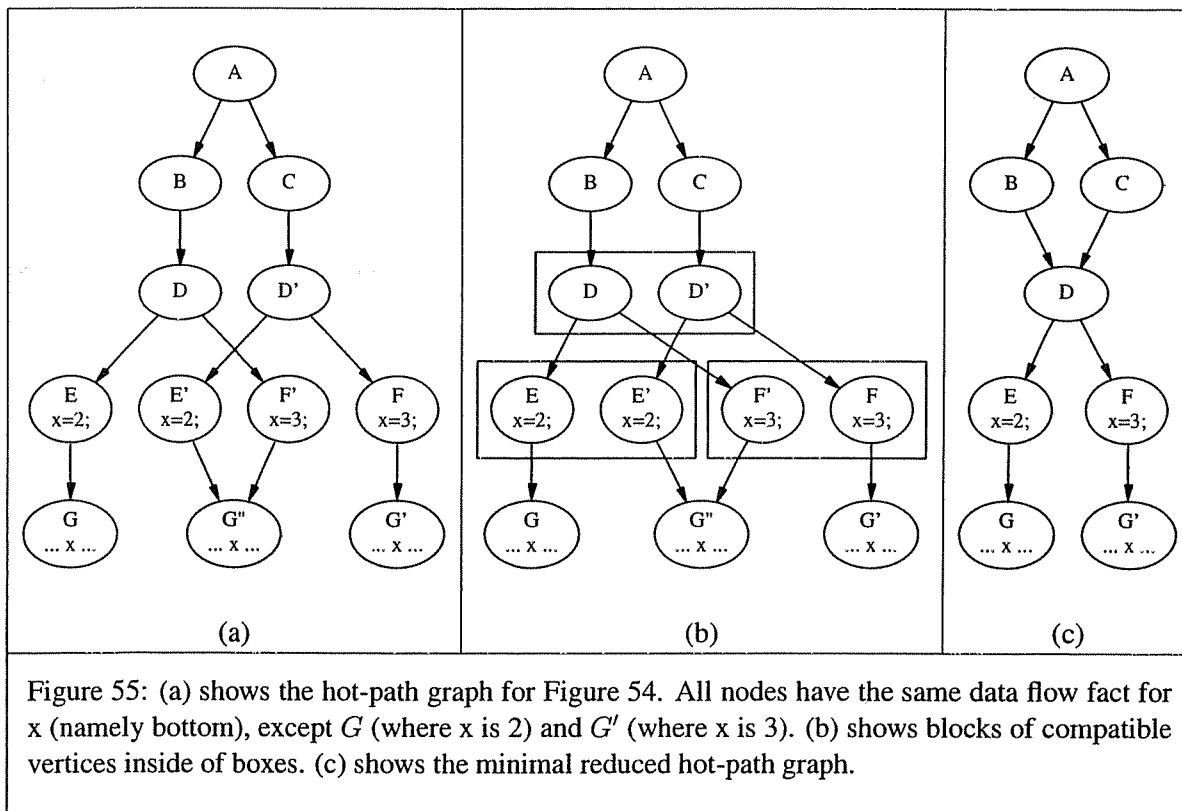 A
B C
D D'
E
x=2;
E'
x=2;
F'
x=3;
F
x=3;
G
... x ...
G"
... x ...
G'
... x ...
(a)
A
B C
D D'
E
x=2;
E'
x=2;
F'
x=3;
F
x=3;
G
... x ...
G"
... x ...
G'
... x ...
(b)
A
B C
D
E
x=2;
F
x=3;
G
... x ...
G'
... x ...
(c)
Figure 55: (a) shows the hot-path graph for Figure 54. All nodes have the same data flow fact for
x (namely bottom), except G (where x is 2) and G′ (where x is 3). (b) shows blocks of compatible
vertices inside of boxes. (c) shows the minimal reduced hot-path graph.